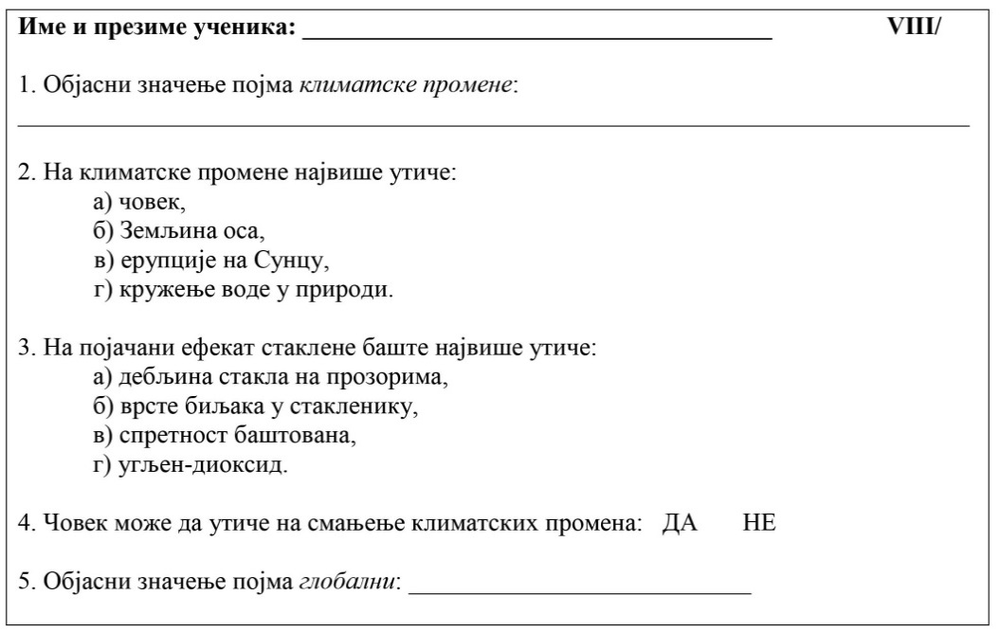 Име и презиме ученика: ______________________________________ VIII/
1. Објасни значење појма климатске промене:
_____________________________________________________________________________
2. На климатске промене највише утиче:
а) човек,
б) Земљина оса,
в) ерупције на Сунцу,
г) кружење воде у природи.
3. На појачани ефекат стаклене баште највише утиче:
а) дебљина стакла на прозорима,
б) врсте биљака у стакленику,
в) спретност баштована,
г) угљен-диоксид.
4. Човек може да утиче на смањење климатских промена: ДА НЕ
5. Објасни значење појма глобални: ____________________________